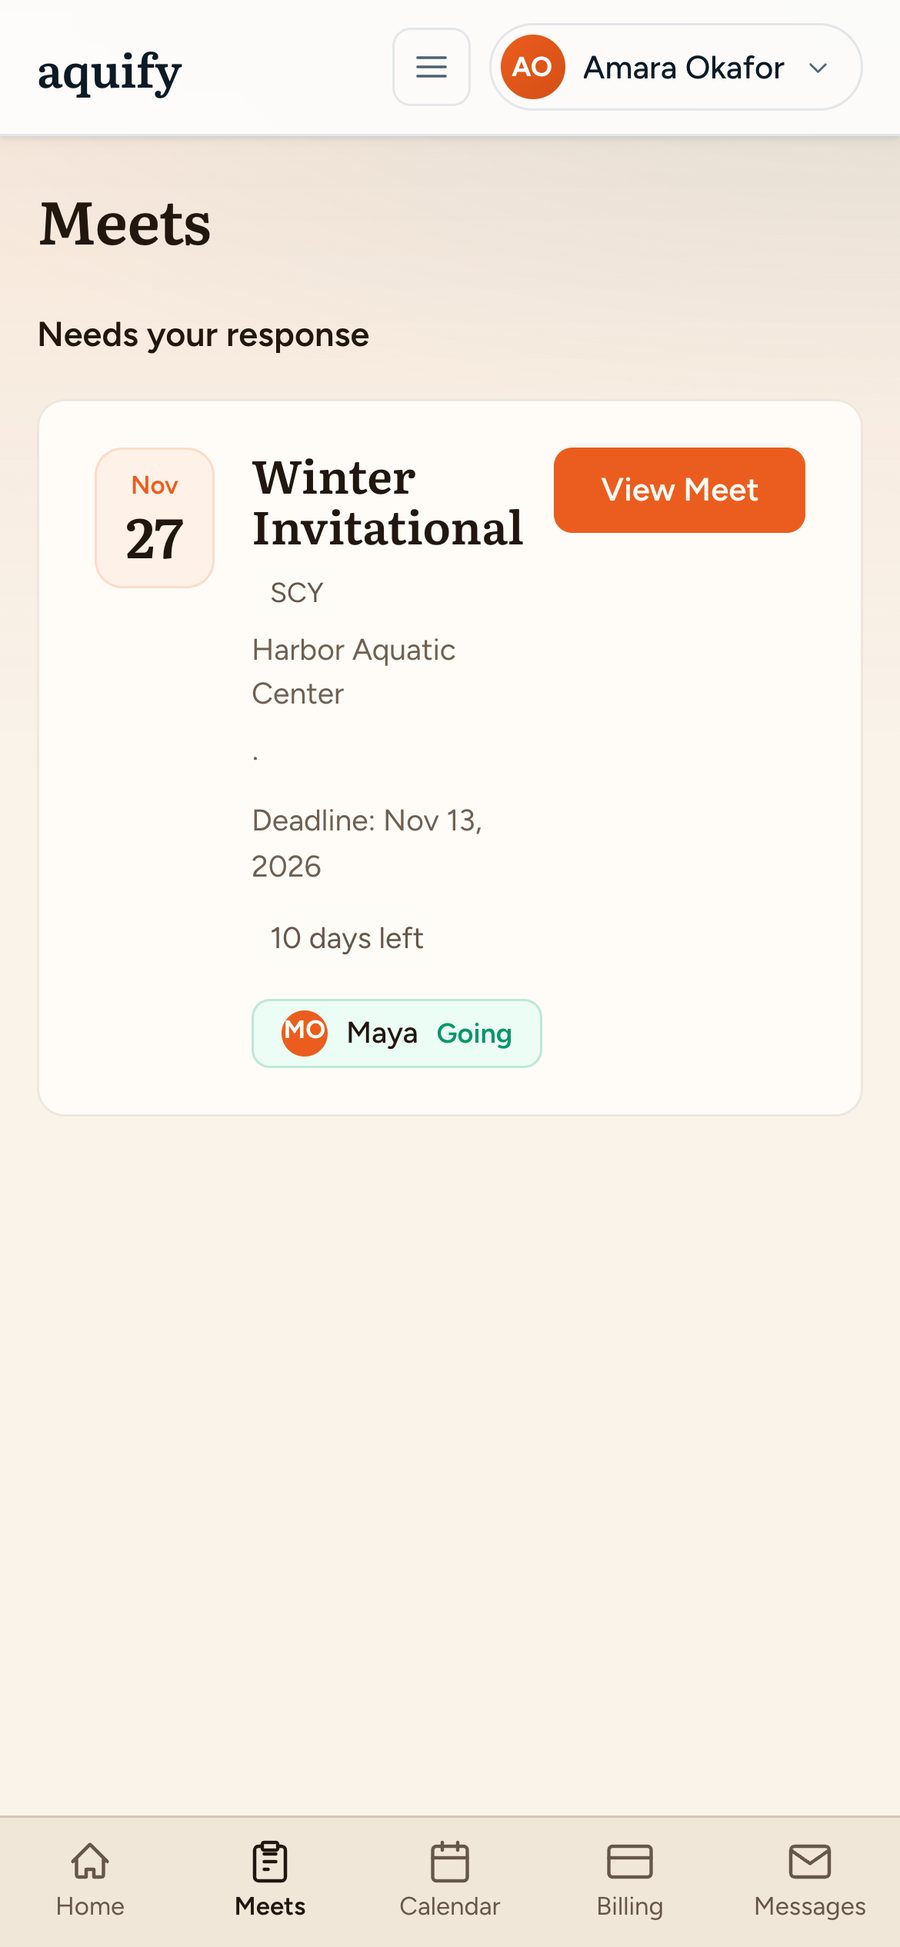 aquify
AO Amara Okafor
Meets
Needs your response
Nov
27
Winter
Invitational
View Meet
SCY
Harbor Aquatic
Center
·
Deadline: Nov 13,
2026
10 days left
MO Maya Going
Home Meets Calendar Billing Messages